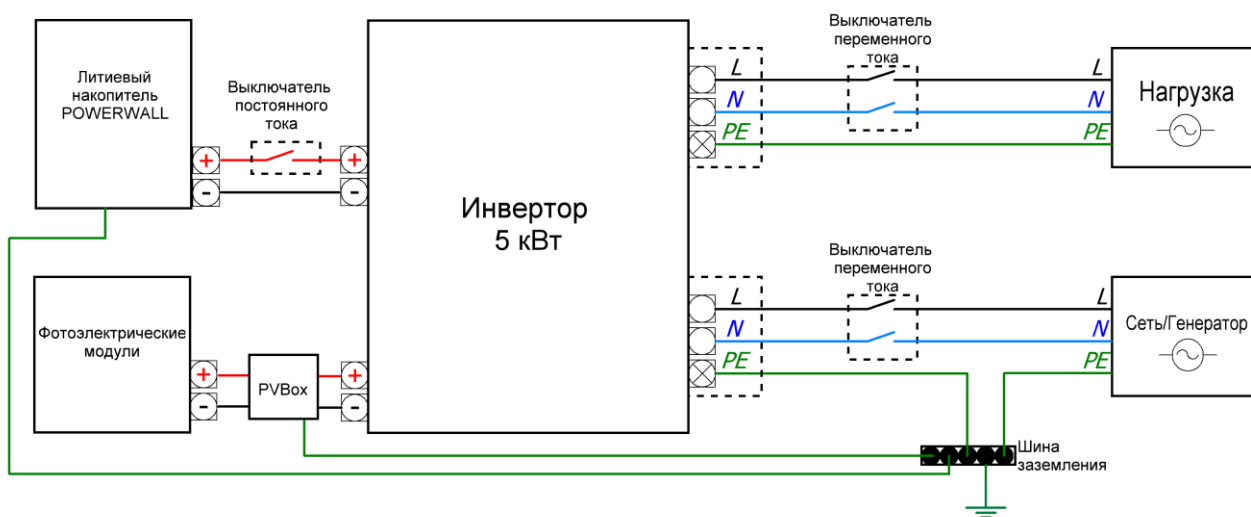 Литиевый
накопитель
POWERWALL
Выключатель
постоянного
тока
+
-
+
-
Инвертор
5 кВт
Выключатель
переменного
тока
L
N
PE
L
N
PE
Нагрузка
Фотоэлектрические
модули
+
-
PVBox
+
-
Выключатель
переменного
тока
L
N
PE
L
N
PE
Сеть/Генератор
Шина
заземления